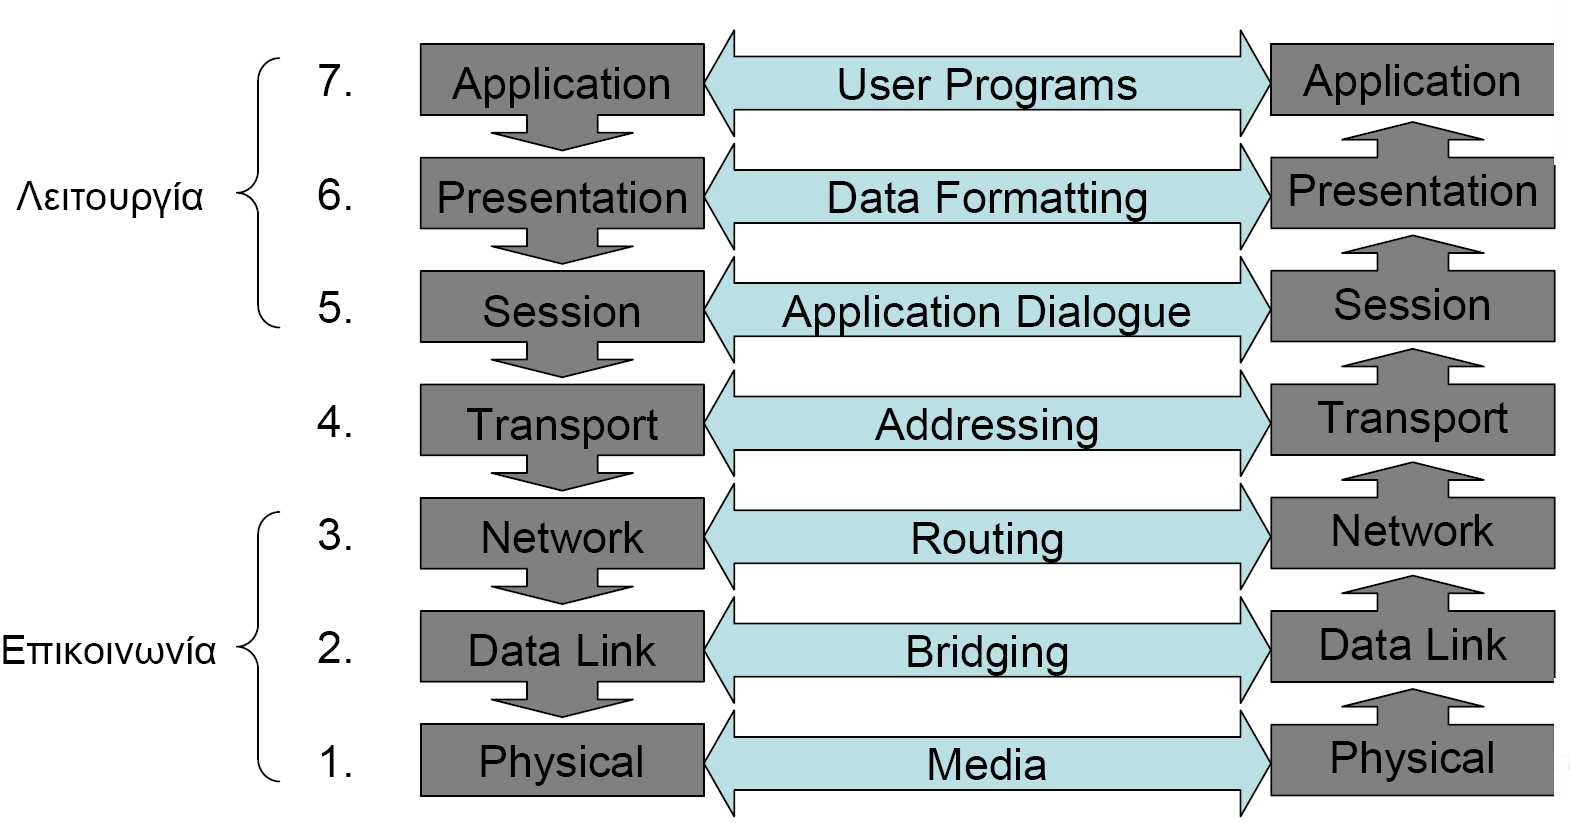 7. Application User Programs Application
Λειτουργία
6. Presentation Data Formatting Presentation
5. Session Application Dialogue Session
4. Transport Addressing Transport
3. Network Routing Network
Επικοινωνία
2. Data Link Bridging Data Link
1. Physical Media Physical